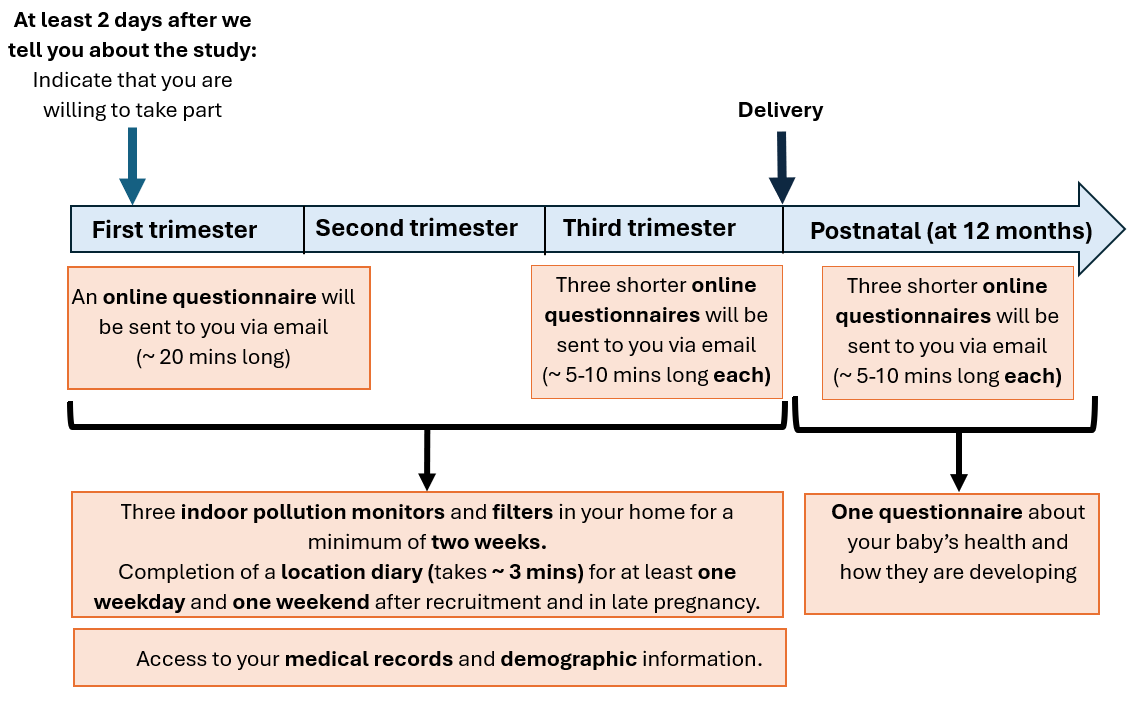 At least 2 days after we
tell you about the study:
Indicate that you are
willing to take part
Delivery
First trimester
Second trimester
Third trimester
Postnatal (at 12 months)
An online questionnaire will
be sent to you via email
(~ 20 mins long)
Three shorter online
questionnaires will be
sent to you via email
(~ 5-10 mins long each)
Three shorter online
questionnaires will be
sent to you via email
(~ 5-10 mins long each)
Three indoor pollution monitors and filters in your home for a
minimum of two weeks.
Completion of a location diary (takes ~ 3 mins) for at least one
weekday and one weekend after recruitment and in late pregnancy.
One questionnaire about
your baby’s health and
how they are developing
Access to your medical records and demographic information.